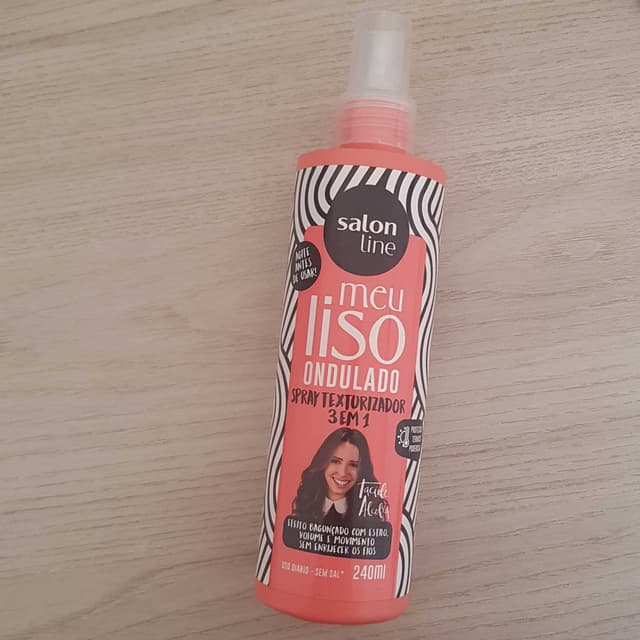 salon
line
AGITE
ANTES
DE USAR!
meu
liso
ONDULADO
SPRAY TEXTURIZADOR
3 EM 1
EFEITO BAGUNÇADO COM ESTILO,
VOLUME E MOVIMENTO
SEM ENRIJECER OS FIOS
USO DIÁRIO - SEM SAL*
240ml